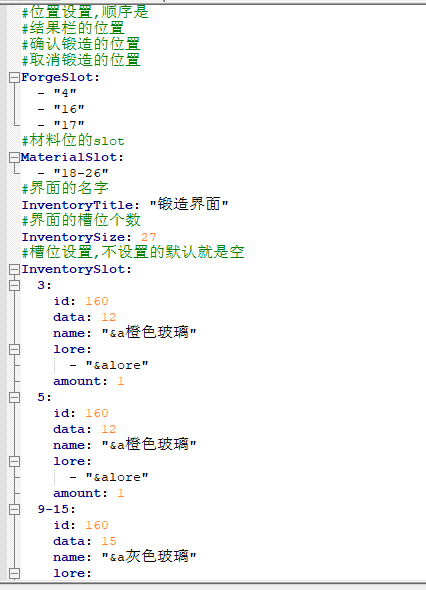 #位置设置,顺序是
#结果栏的位置
#确认锻造的位置
#取消锻造的位置
ForgeSlot:
  - "4"
  - "16"
  - "17"
#材料位的slot
MaterialSlot:
  - "18-26"
#界面的名字
InventoryTitle: "锻造界面"
#界面的槽位个数
InventorySize: 27
#槽位设置,不设置的默认就是空
InventorySlot:
  3:
    id: 160
    data: 12
    name: "&a橙色玻璃"
    lore:
      - "&alore"
    amount: 1
  5:
    id: 160
    data: 12
    name: "&a橙色玻璃"
    lore:
      - "&alore"
    amount: 1
  9-15:
    id: 160
    data: 15
    name: "&a灰色玻璃"
    lore: